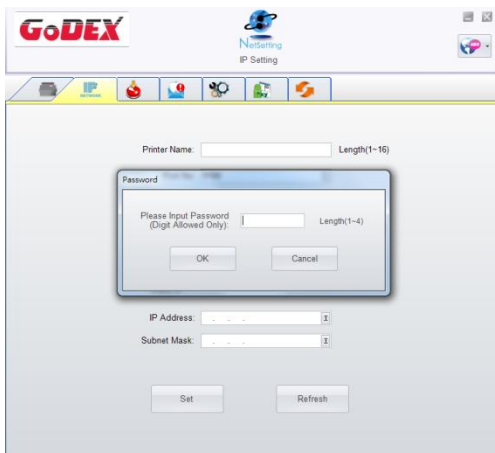 GoDEX
NetSetting
IP Setting
IP
Printer Name:
Length(1~16)
Password
Please Input Password
(Digit Allowed Only):
Length(1~4)
OK
Cancel
IP Address:
Subnet Mask:
Set
Refresh